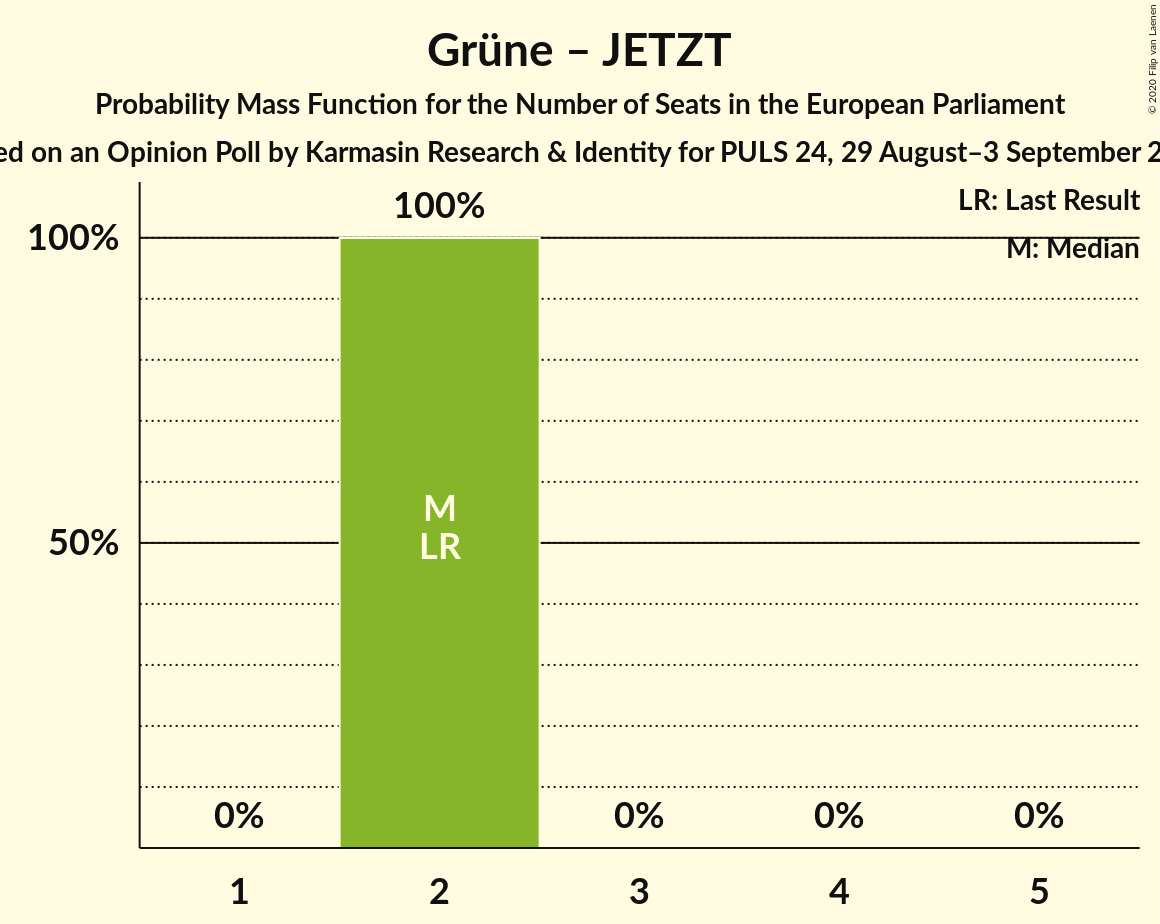 Grüne – JETZT
Probability Mass Function for the Number of Seats in the European Parliament
on an Opinion Poll by Karmasin Research & Identity for PULS 24, 29 August–3 September
LR: Last Result
M: Median
100%
100%
50%
M
LR
0%
0%
0%
0%
1
2
3
4
5
© 2020 Filip van Laenen